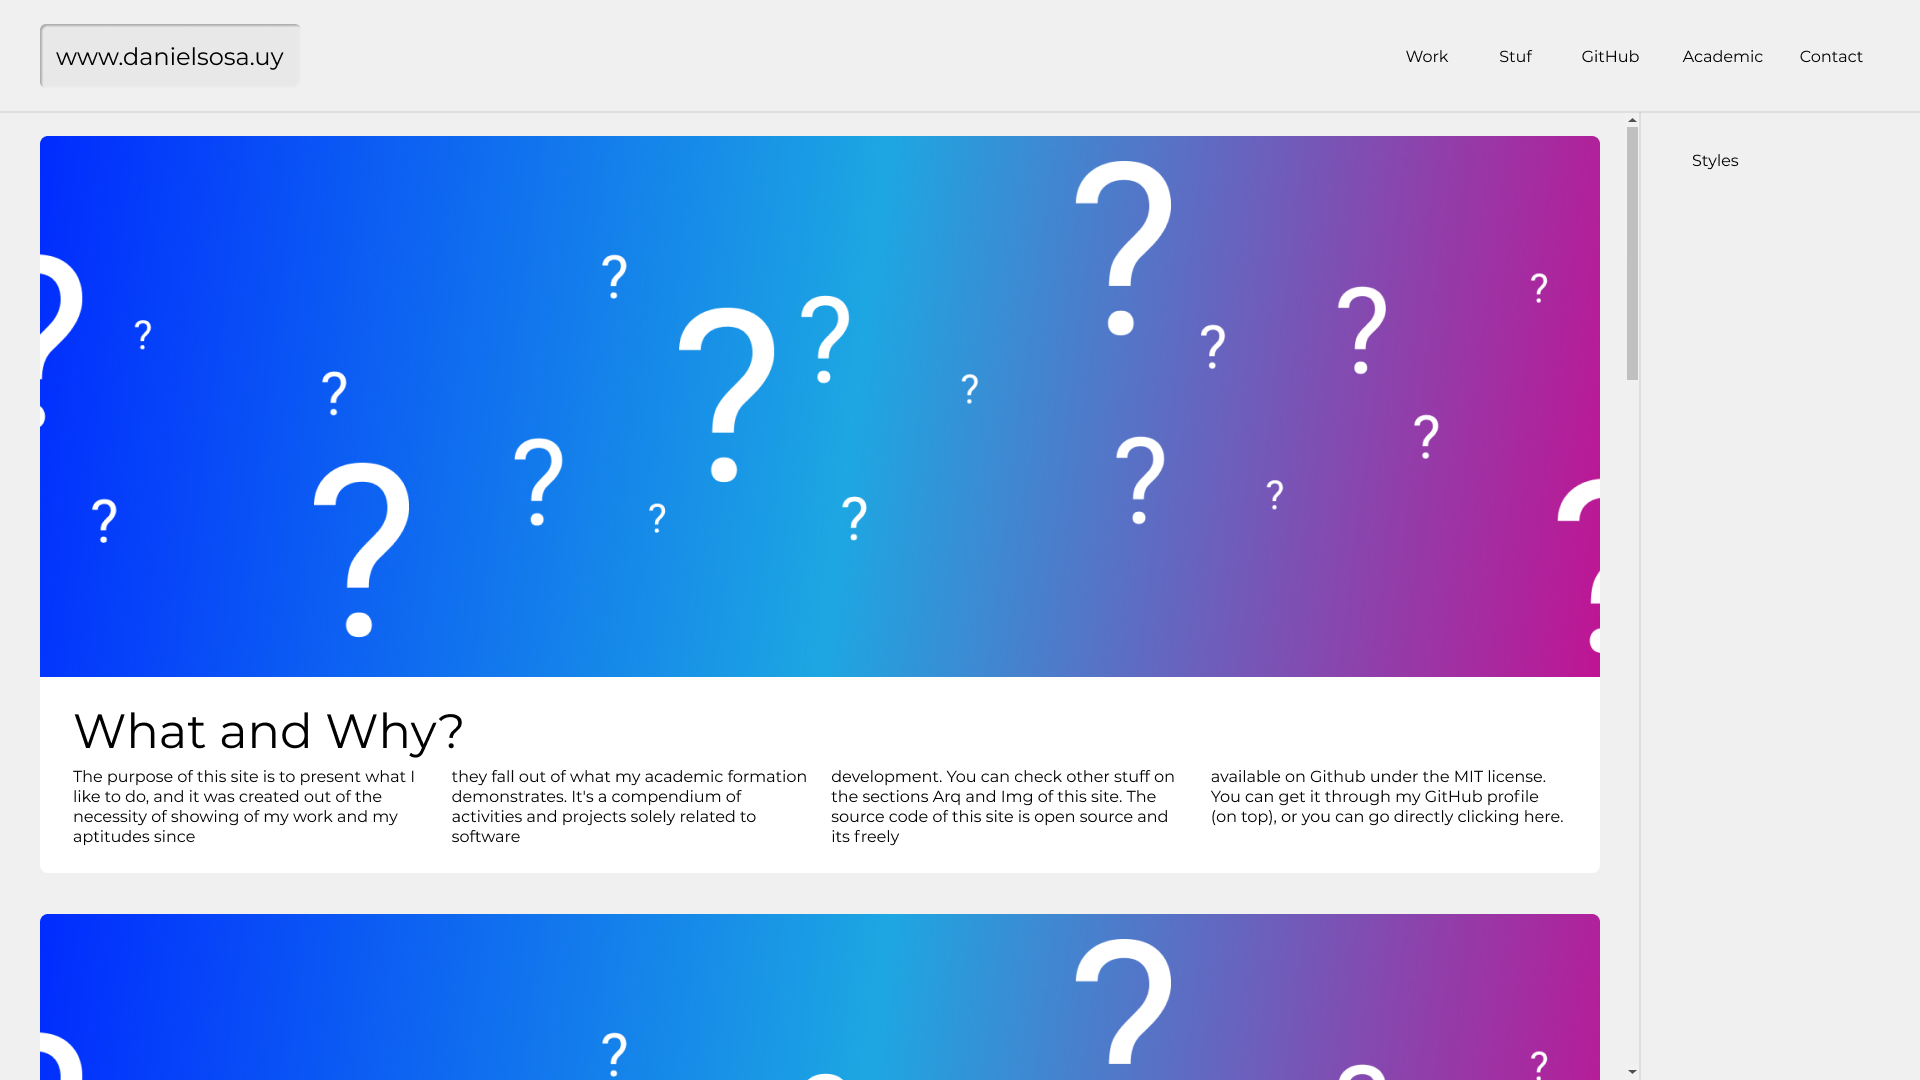 www.danielsosa.uy
Work Stuf GitHub Academic Contact
Styles
? ? ? ? ? ? ? ? ? ? ? ? ? ? ? ? ? ? ? ? ?
What and Why?
The purpose of this site is to present what I
like to do, and it was created out of the
necessity of showing of my work and my
aptitudes since
they fall out of what my academic formation
demonstrates. It's a compendium of
activities and projects solely related to
software
development. You can check other stuff on
the sections Arq and Img of this site. The
source code of this site is open source and
its freely
available on Github under the MIT license.
You can get it through my GitHub profile
(on top), or you can go directly clicking here.
? ? ? ? ? ?